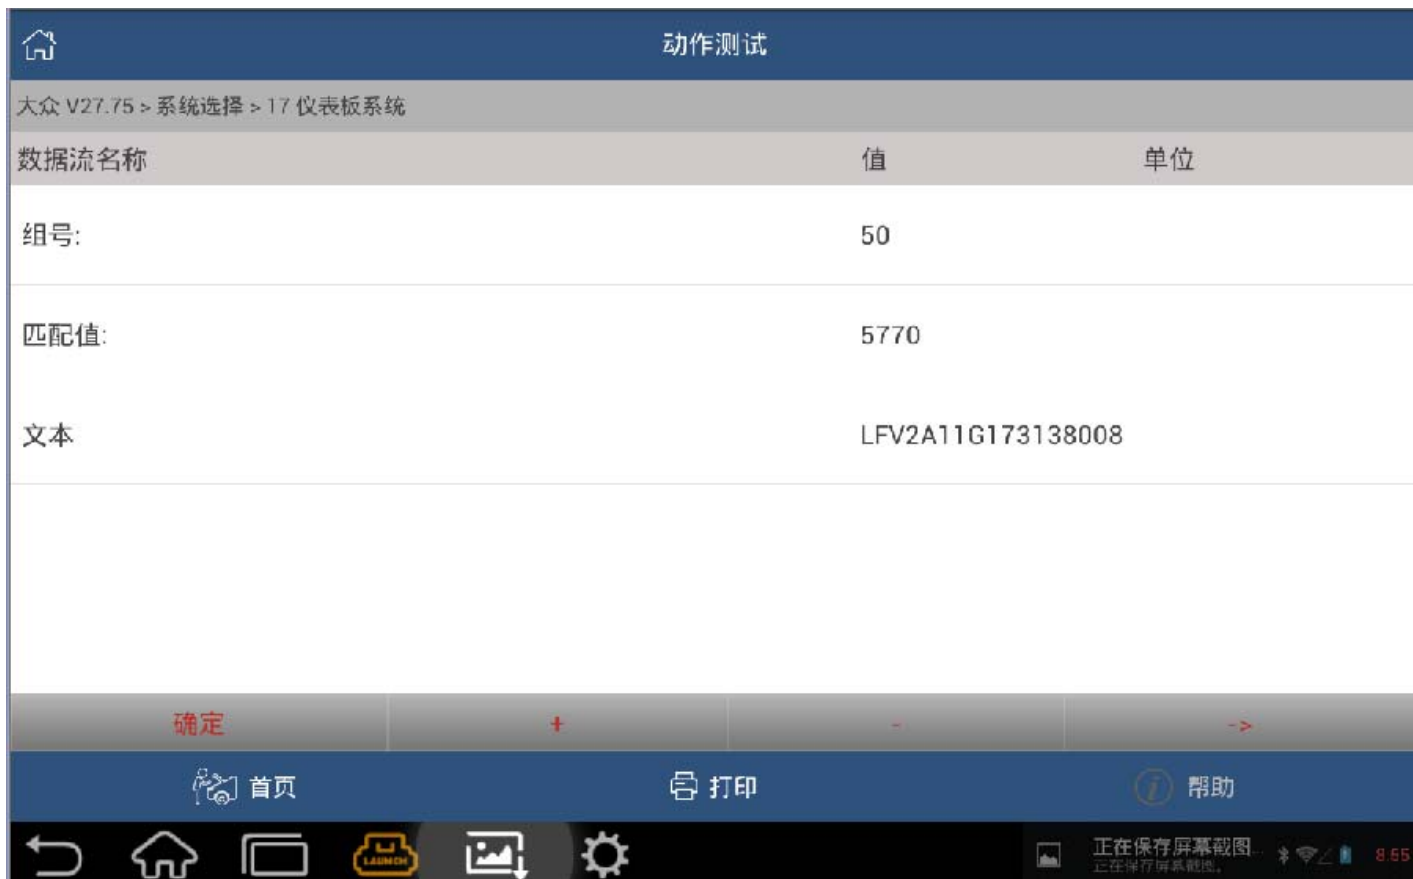 动作测试
大众 V27.75 > 系统选择 > 17 仪表板系统
数据流名称 值 单位
组号: 50
匹配值: 5770
文本 LFV2A11G173138008
确定 + - ->
首页 打印 帮助
LAUNCH
正在保存屏幕截图... 8:55
正在保存屏幕截图。